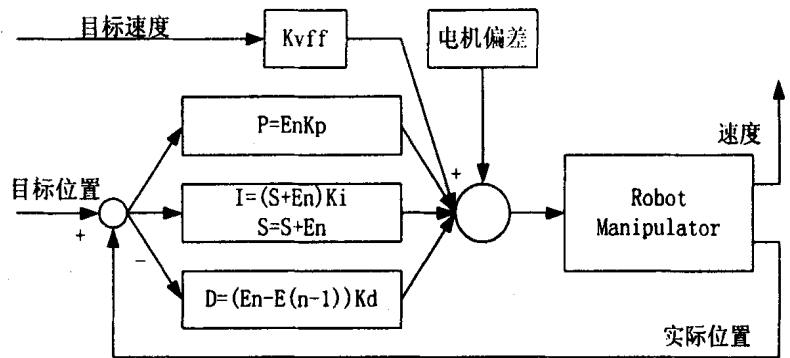 目标速度
Kvff
电机偏差
P=EnKp
速度
目标位置
+
+
I=(S+En)Ki
S=S+En
Robot
Manipulator
−
D=(En-E(n-1))Kd
实际位置